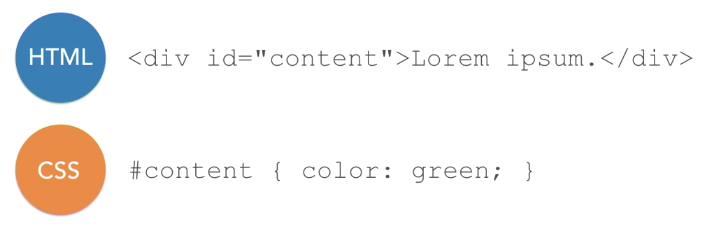 HTML <div id="content">Lorem ipsum.</div>
CSS #content { color: green; }